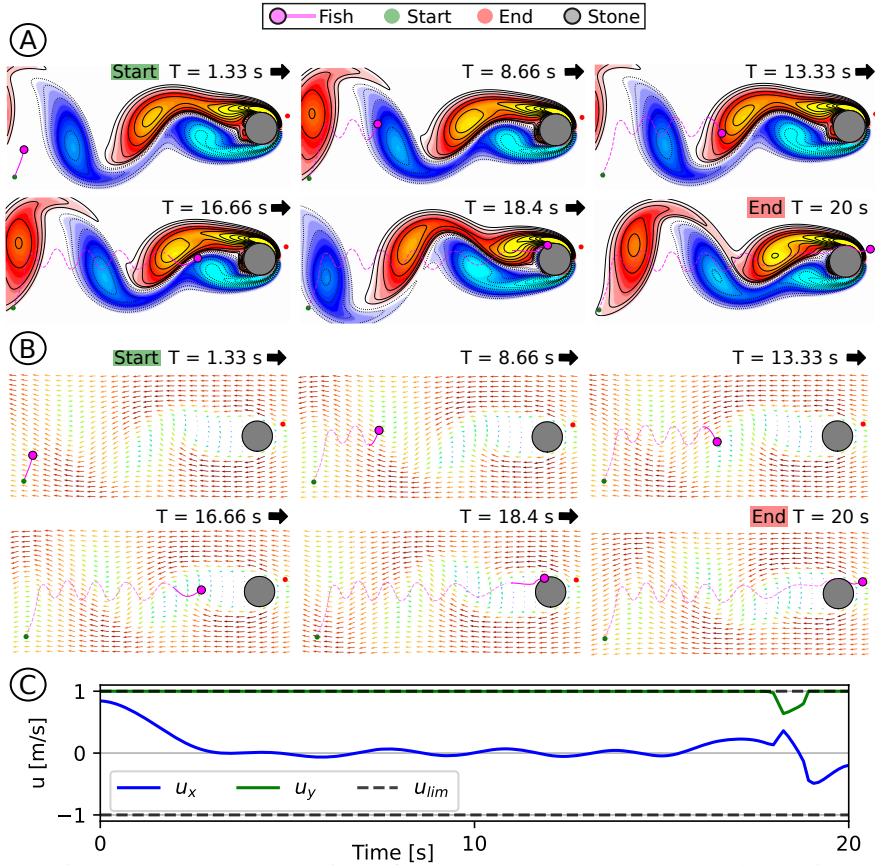 Fish Start End Stone
A
Start T = 1.33 s T = 8.66 s T = 13.33 s
T = 16.66 s T = 18.4 s End T = 20 s
B
Start T = 1.33 s T = 8.66 s T = 13.33 s
T = 16.66 s T = 18.4 s End T = 20 s
C
u [m/s]
1
0
−1
u_x u_y u_lim
0 10 20
Time [s]